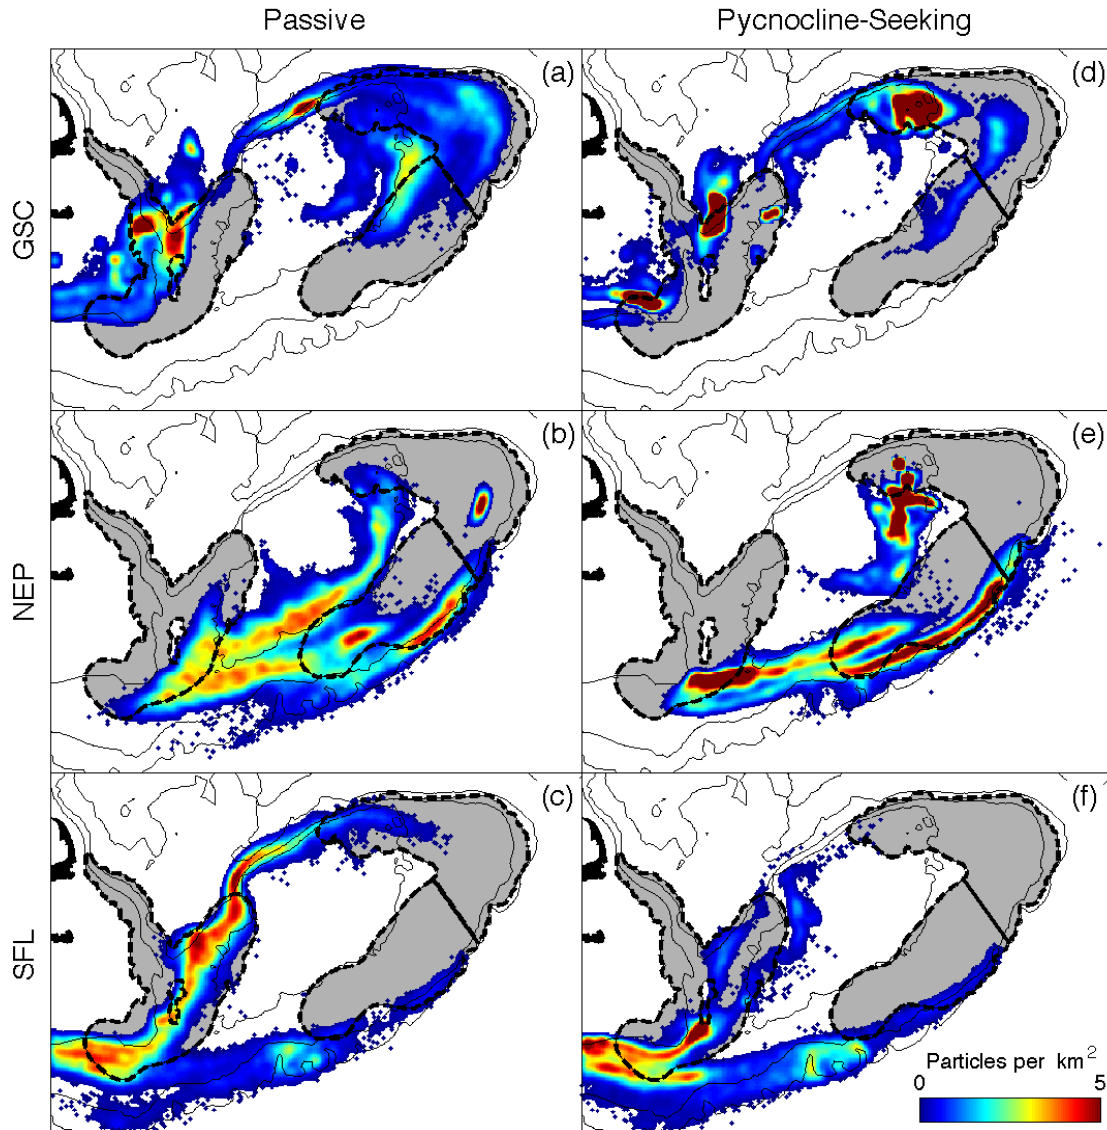 Passive Pycnocline-Seeking
GSC (a) (d)
NEP (b) (e)
SFL (c) (f)
Particles per km²
0 5